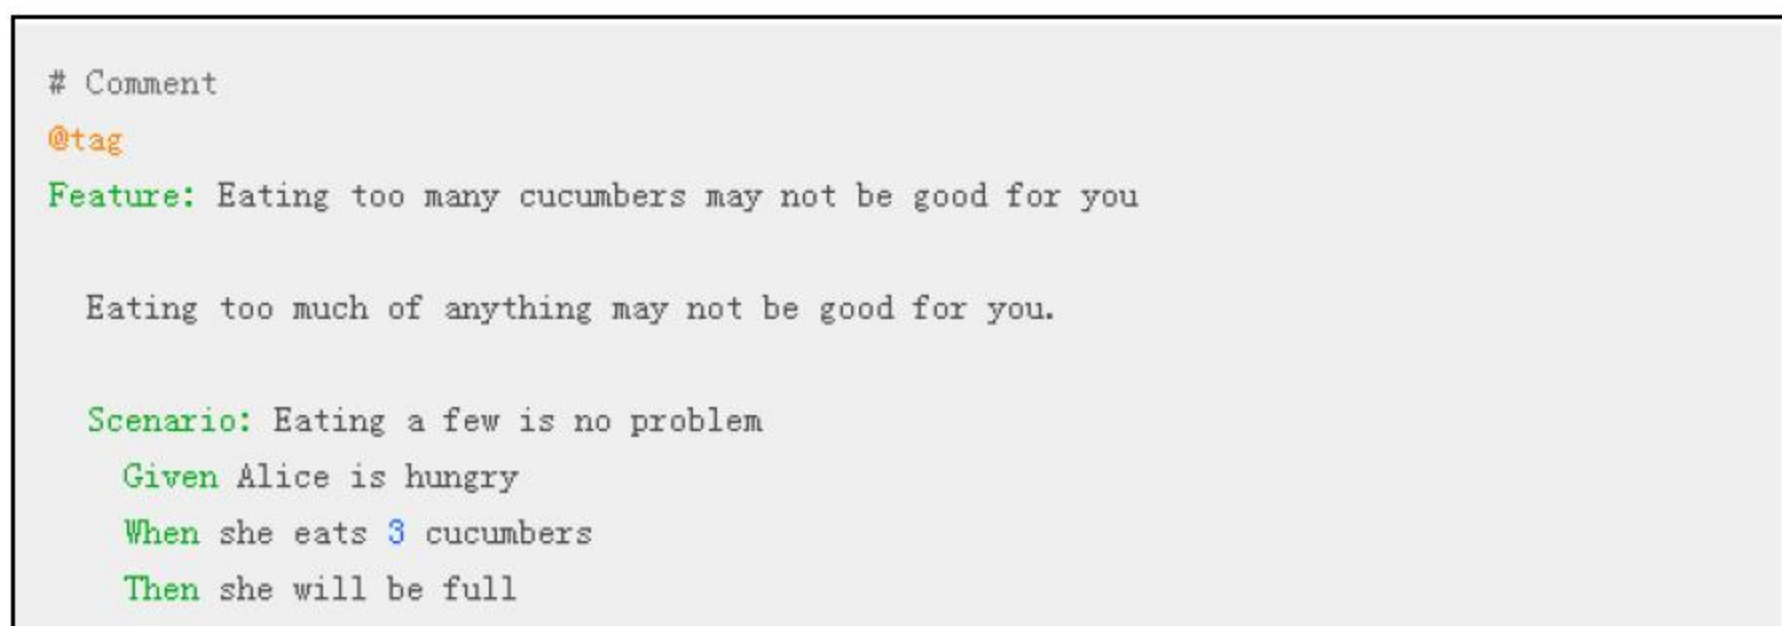 # Comment
@tag
Feature: Eating too many cucumbers may not be good for you
Eating too much of anything may not be good for you.
Scenario: Eating a few is no problem
Given Alice is hungry
When she eats 3 cucumbers
Then she will be full